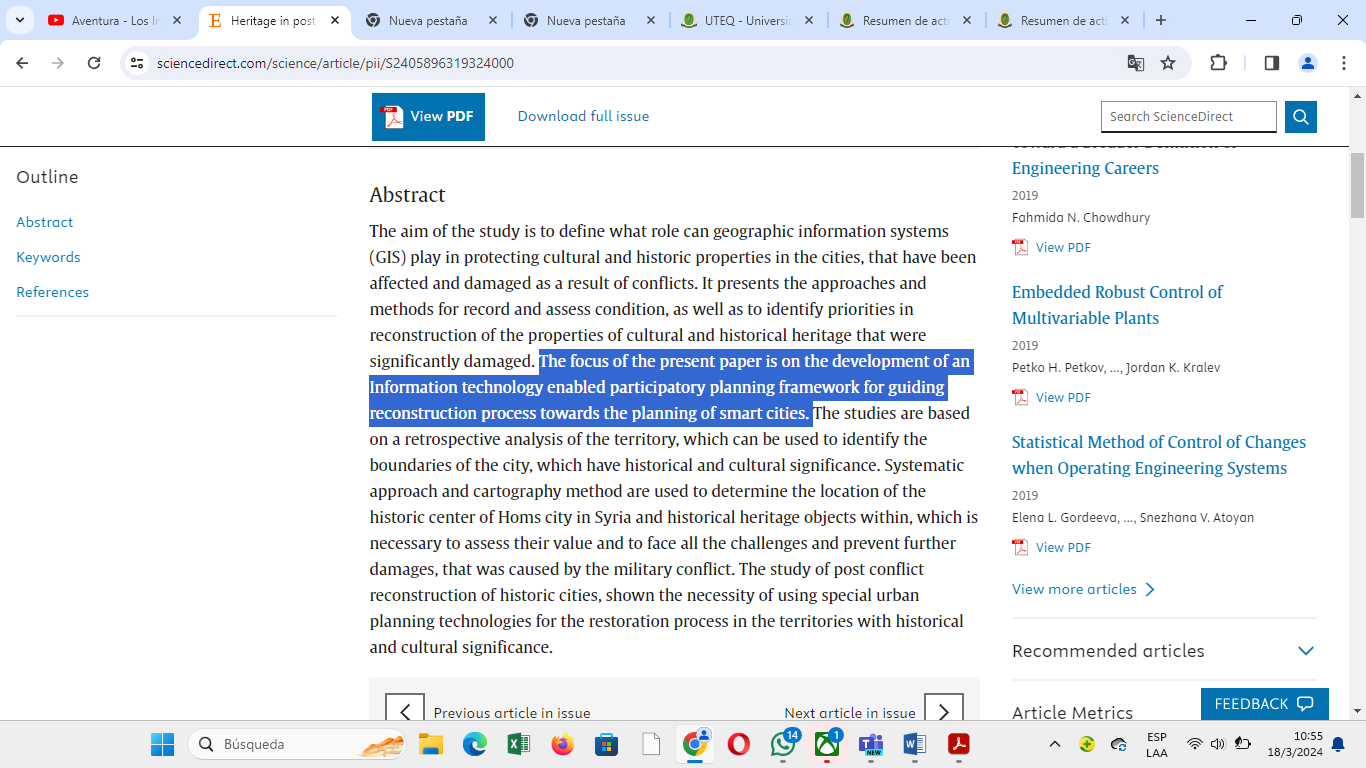 Aventura - Los In
Heritage in post
Nueva pestaña
Nueva pestaña
UTEQ - Universid
Resumen de acti
Resumen de acti
sciencedirect.com/science/article/pii/S2405896319324000
View PDF
Download full issue
Search ScienceDirect
Outline
Abstract
Keywords
References
Abstract
The aim of the study is to define what role can geographic information systems
(GIS) play in protecting cultural and historic properties in the cities, that have been
affected and damaged as a result of conflicts. It presents the approaches and
methods for record and assess condition, as well as to identify priorities in
reconstruction of the properties of cultural and historical heritage that were
significantly damaged. The focus of the present paper is on the development of an
Information technology enabled participatory planning framework for guiding
reconstruction process towards the planning of smart cities. The studies are based
on a retrospective analysis of the territory, which can be used to identify the
boundaries of the city, which have historical and cultural significance. Systematic
approach and cartography method are used to determine the location of the
historic center of Homs city in Syria and historical heritage objects within, which is
necessary to assess their value and to face all the challenges and prevent further
damages, that was caused by the military conflict. The study of post conflict
reconstruction of historic cities, shown the necessity of using special urban
planning technologies for the restoration process in the territories with historical
and cultural significance.
Previous article in issue
Next article in issue
Engineering Careers
2019
Fahmida N. Chowdhury
View PDF
Embedded Robust Control of
Multivariable Plants
2019
Petko H. Petkov, ..., Jordan K. Kralev
View PDF
Statistical Method of Control of Changes
when Operating Engineering Systems
2019
Elena L. Gordeeva, ..., Snezhana V. Atoyan
View PDF
View more articles
Recommended articles
Article Metrics
FEEDBACK
Búsqueda
14
1
NEW
ESP
LAA
10:55
18/3/2024